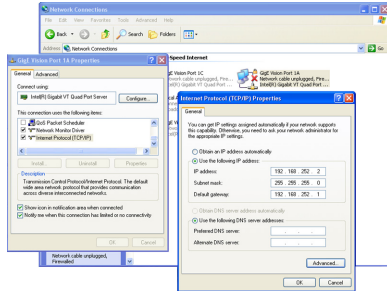 Network Connections
File Edit View Favorites Tools Advanced Help
Back Search Folders
Address Network Connections Go
Speed Internet
GigE Vision Port 1C
Network cable unplugged, Fire...
Intel(R) Gigabit VT Quad Port...
GigE Vision Port 1A
Network cable unplugged, Firewalled
Intel(R) Gigabit VT Quad Port Server
GigE Vision Port 1A Properties
General Advanced
Connect using:
Intel(R) Gigabit VT Quad Port Server
Configure...
This connection uses the following items:
QoS Packet Scheduler
Network Monitor Driver
Internet Protocol (TCP/IP)
Install... Uninstall Properties
Description
Transmission Control Protocol/Internet Protocol. The default
wide area network protocol that provides communication
across diverse interconnected networks.
Show icon in notification area when connected
Notify me when this connection has limited or no connectivity
OK Cancel
Network cable unplugged,
Firewalled
Internet Protocol (TCP/IP) Properties
General
You can get IP settings assigned automatically if your network supports
this capability. Otherwise, you need to ask your network administrator for
the appropriate IP settings.
Obtain an IP address automatically
Use the following IP address:
IP address: 192 . 168 . 252 . 2
Subnet mask: 255 . 255 . 255 . 0
Default gateway: 192 . 168 . 252 . 1
Obtain DNS server address automatically
Use the following DNS server addresses:
Preferred DNS server:
Alternate DNS server:
Advanced...
OK Cancel